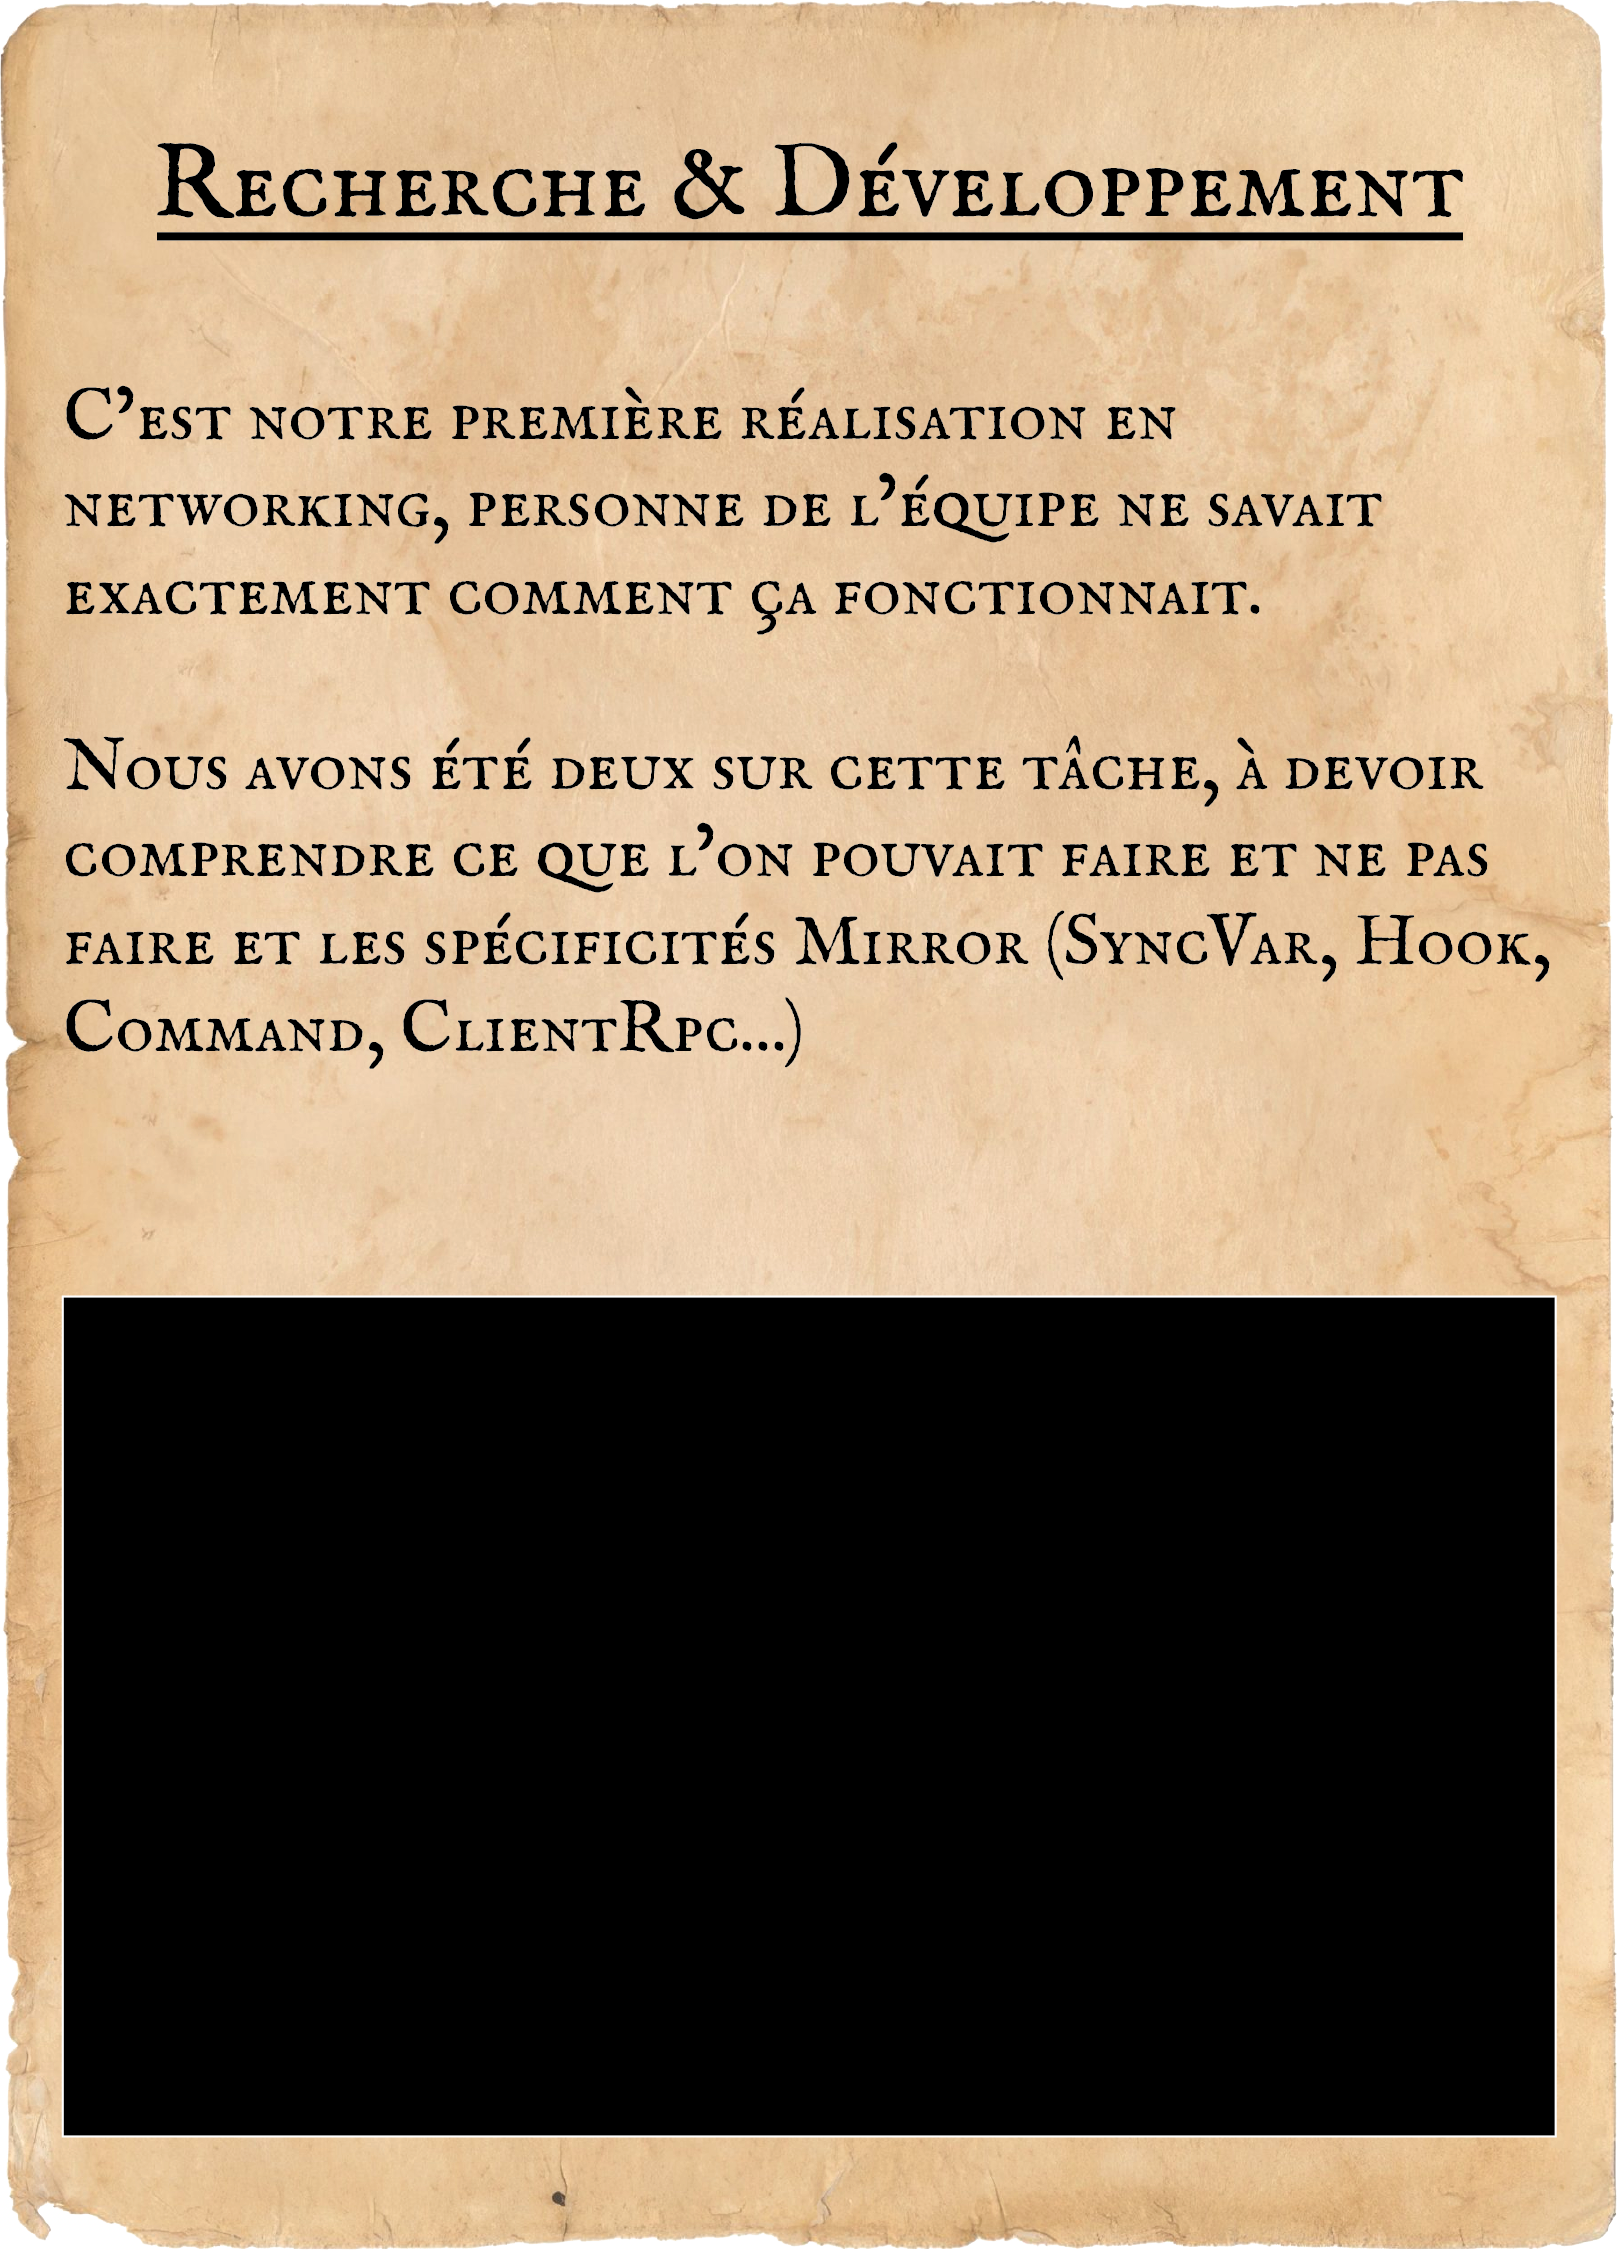 Recherche & Développement
C’est notre première réalisation en
networking, personne de l’équipe ne savait
exactement comment ça fonctionnait.
Nous avons été deux sur cette tâche, à devoir
comprendre ce que l’on pouvait faire et ne pas
faire et les spécificités Mirror (SyncVar, Hook,
Command, ClientRpc...)